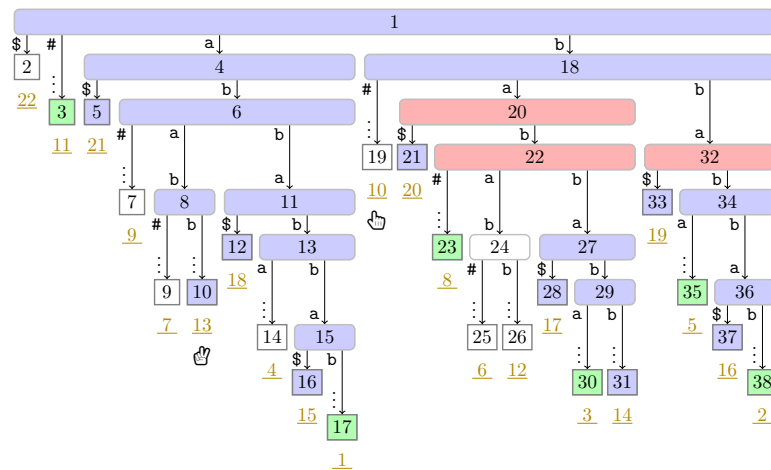 1
$ # a b
2 4 18
22 ⋮ $ b # a b
3 5 6 20
11 21 # a b ⋮ $ b a
19 21 22 32
⋮ b a 10 20 # a b $ b
7 8 11 33 34
9 # b $ b ⋮ b a 19 a b
12 13 23 24 27
⋮ ⋮ 18 a b 8 # b $ b ⋮ a
9 10 28 29 35 36
7 13 ⋮ a ⋮ ⋮ 17 a b 5 $ b
14 15 25 26 37
4 $ b 6 12 ⋮ ⋮ 16 ⋮
16 30 31 38
15 ⋮ 3 14 2
17
1